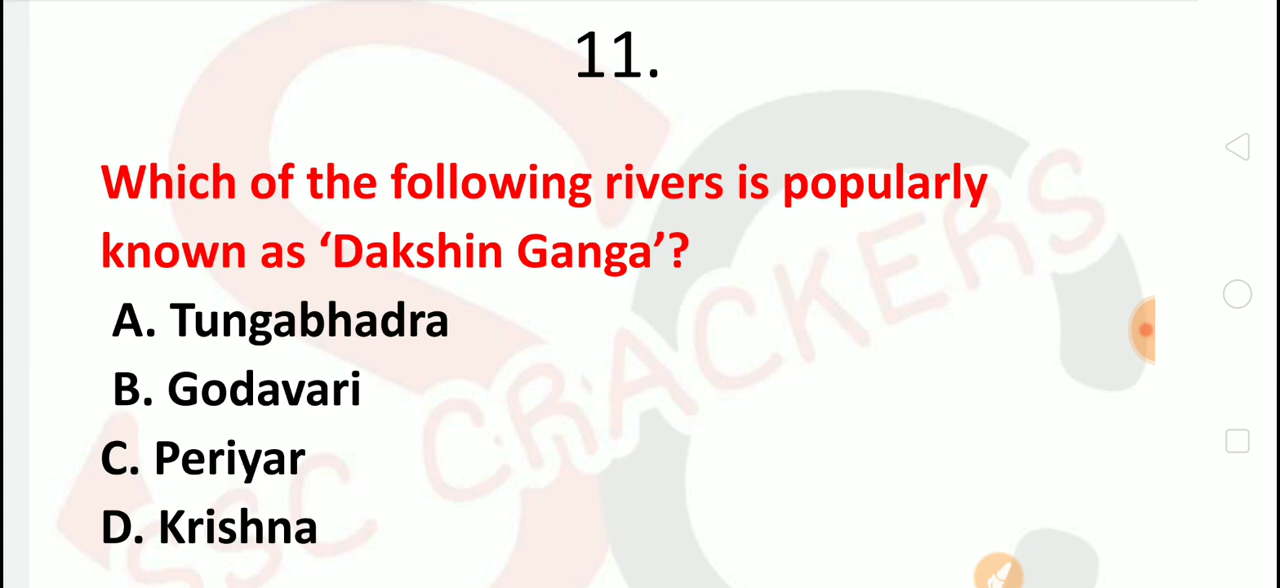 11.
Which of the following rivers is popularly
known as ‘Dakshin Ganga’?
A. Tungabhadra
B. Godavari
C. Periyar
D. Krishna
SSC CRACKERS